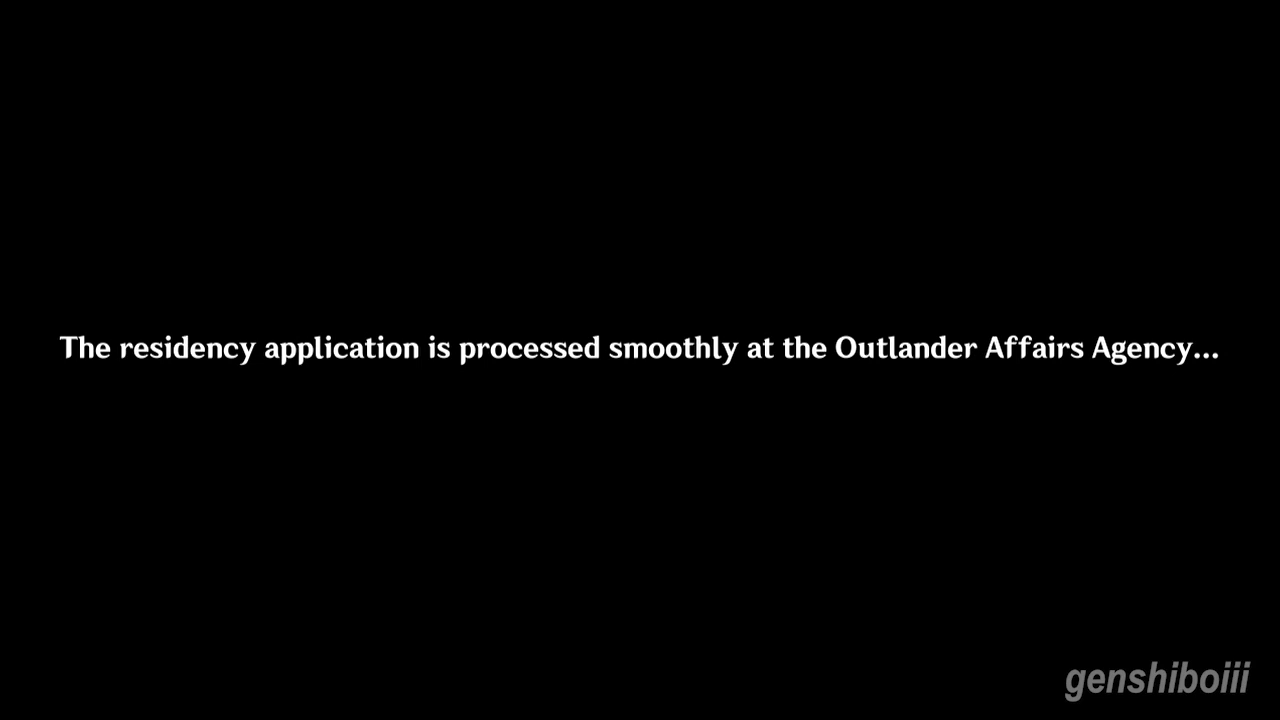 The residency application is processed smoothly at the Outlander Affairs Agency...
genshiboiii